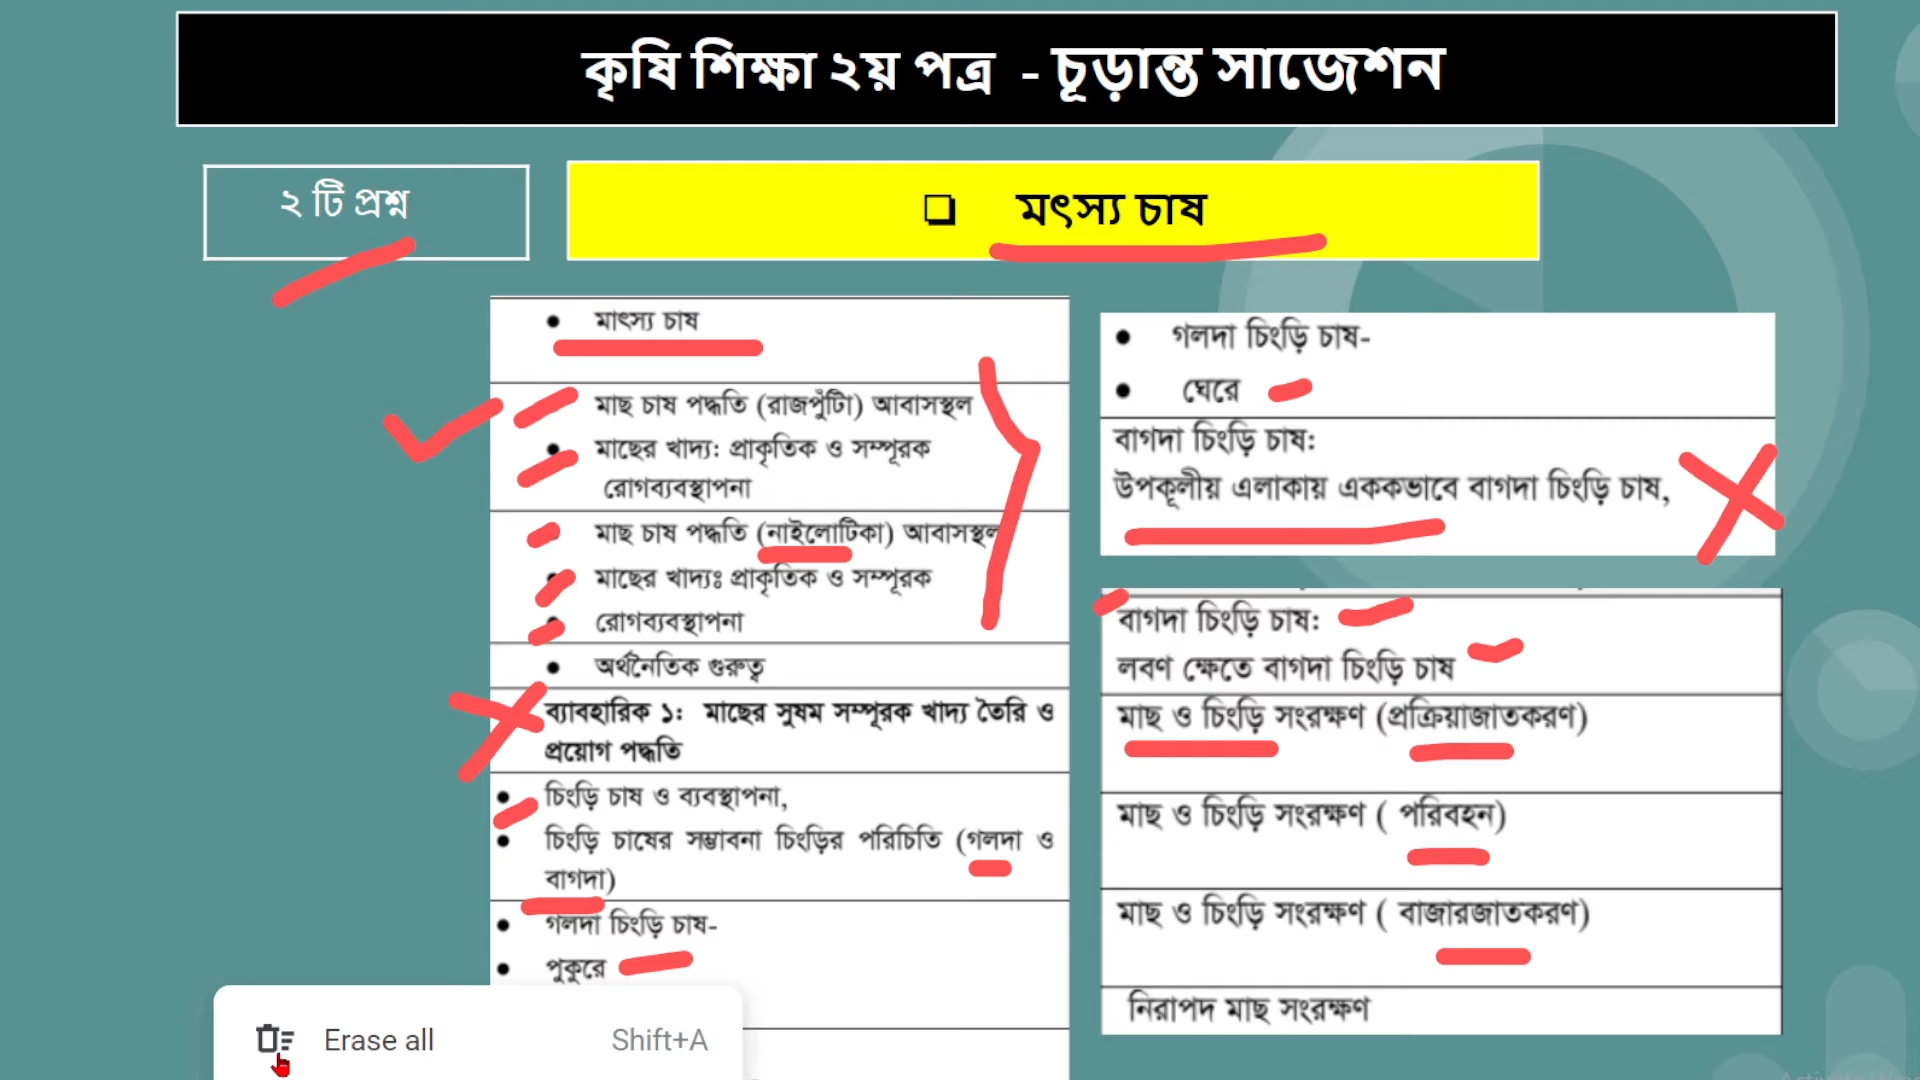 কৃষি শিক্ষা ২য় পত্র - চূড়ান্ত সাজেশন
২ টি প্রশ্ন
❑ মৎস্য চাষ
● মাৎস্য চাষ
মাছ চাষ পদ্ধতি (রাজপুঁটি) আবাসস্থল
● মাছের খাদ্য: প্রাকৃতিক ও সম্পূরক
রোগব্যবস্থাপনা
মাছ চাষ পদ্ধতি (নাইলোটিকা) আবাসস্থল
● মাছের খাদ্যঃ প্রাকৃতিক ও সম্পূরক
● রোগব্যবস্থাপনা
● অর্থনৈতিক গুরুত্ব
ব্যাবহারিক ১: মাছের সুষম সম্পূরক খাদ্য তৈরি ও
প্রয়োগ পদ্ধতি
● চিংড়ি চাষ ও ব্যবস্থাপনা,
● চিংড়ি চাষের সম্ভাবনা চিংড়ির পরিচিতি (গলদা ও
বাগদা)
● গলদা চিংড়ি চাষ-
● পুকুরে
● গলদা চিংড়ি চাষ-
● ঘেরে
বাগদা চিংড়ি চাষ:
উপকূলীয় এলাকায় এককভাবে বাগদা চিংড়ি চাষ,
বাগদা চিংড়ি চাষ:
লবণ ক্ষেতে বাগদা চিংড়ি চাষ
মাছ ও চিংড়ি সংরক্ষণ (প্রক্রিয়াজাতকরণ)
মাছ ও চিংড়ি সংরক্ষণ ( পরিবহন)
মাছ ও চিংড়ি সংরক্ষণ ( বাজারজাতকরণ)
নিরাপদ মাছ সংরক্ষণ
Erase all Shift+A